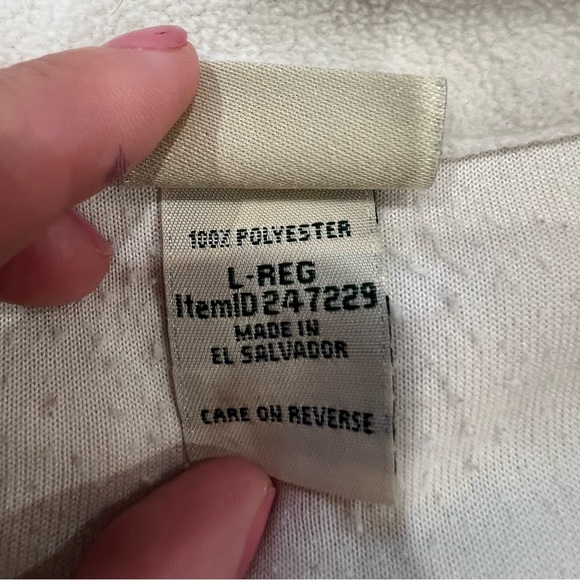 100% POLYESTER
L-REG
ItemID 247229
MADE IN
EL SALVADOR
CARE ON REVERSE